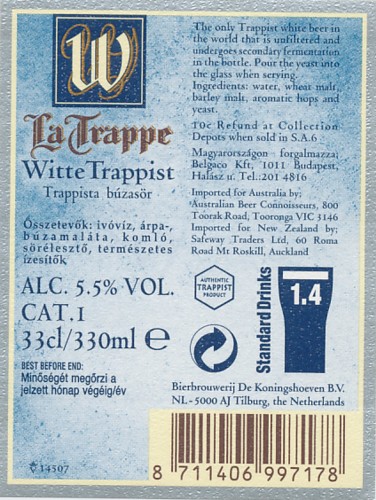 W
La Trappe
Witte Trappist
Trappista búzasör
Összetevők: ivóvíz, árpa-,
búzamaláta, komló,
sörélesztő, természetes
ízesítők
ALC. 5.5% VOL.
CAT.I
33cl/330ml ℮
BEST BEFORE END:
Minőségét megőrzi a
jelzett hónap végéig/év
14507
The only Trappist white beer in
the world that is unfiltered and
undergoes secondary fermentation
in the bottle. Pour the yeast into
the glass when serving.
Ingredients: water, wheat malt,
barley malt, aromatic hops and
yeast.
10c Refund at Collection
Depots when sold in S.A.6
Magyarországon forgalmazza:
Belgaco Kft, 1011 Budapest,
Halász u. Tel.:201 4816
Imported for Australia by;
Australian Beer Connoisseurs, 800
Toorak Road, Tooronga VIC 3146
Imported for New Zealand by;
Safeway Traders Ltd, 60 Roma
Road Mt Roskill, Auckland
AUTHENTIC
TRAPPIST
PRODUCT
Standard Drinks
1.4
Bierbrouwerij De Koningshoeven B.V.
NL - 5000 AJ Tilburg, the Netherlands
8 711406 997178